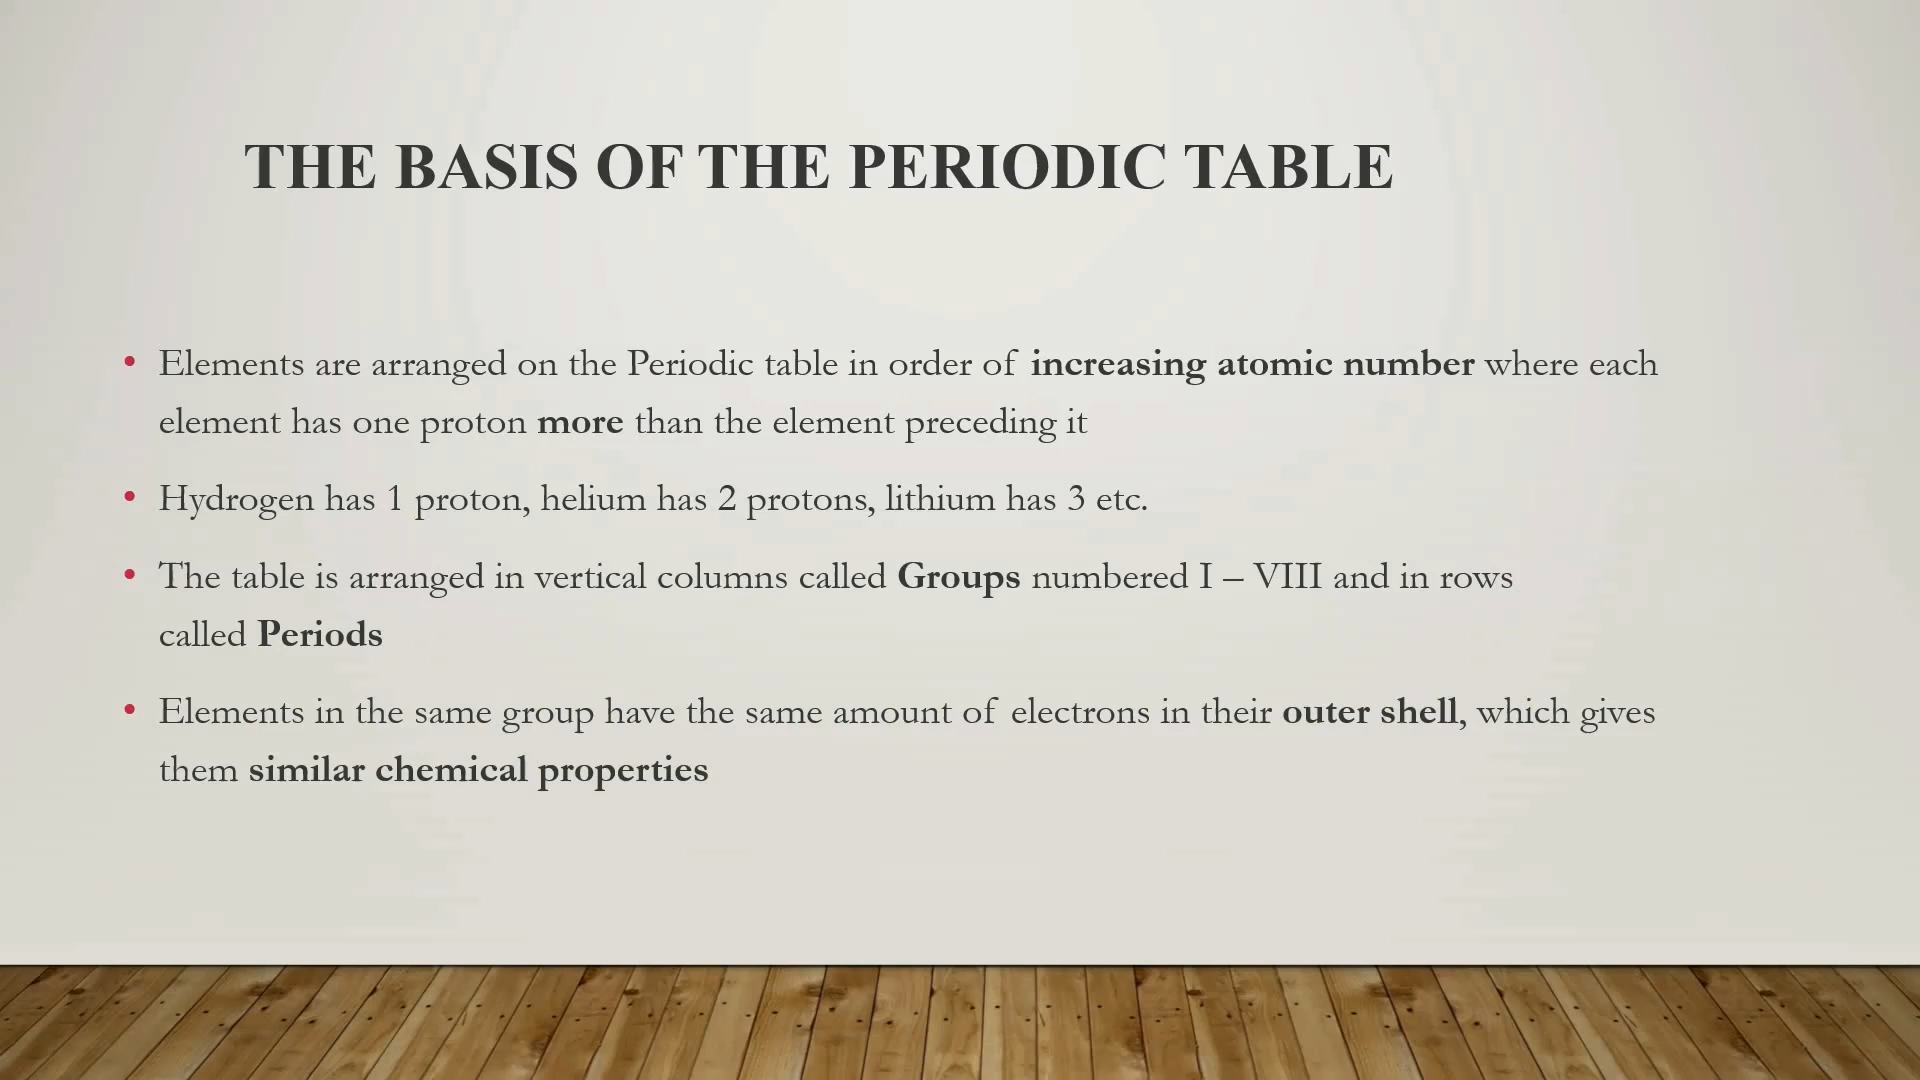 THE BASIS OF THE PERIODIC TABLE
• Elements are arranged on the Periodic table in order of increasing atomic number where each
element has one proton more than the element preceding it
• Hydrogen has 1 proton, helium has 2 protons, lithium has 3 etc.
• The table is arranged in vertical columns called Groups numbered I – VIII and in rows
called Periods
• Elements in the same group have the same amount of electrons in their outer shell, which gives
them similar chemical properties